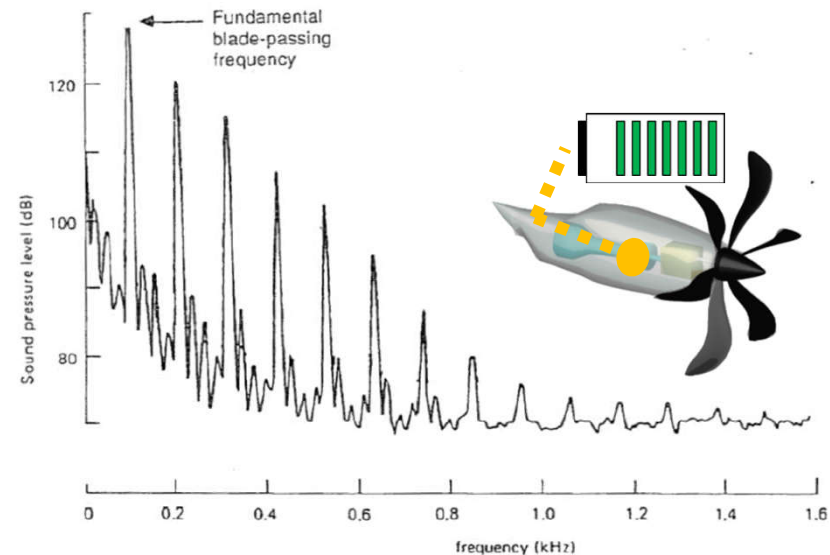 Fundamental
blade-passing
frequency
120
100
80
Sound pressure level (dB)
0 0.2 0.4 0.6 0.8 1.0 1.2 1.4 1.6
frequency (kHz)